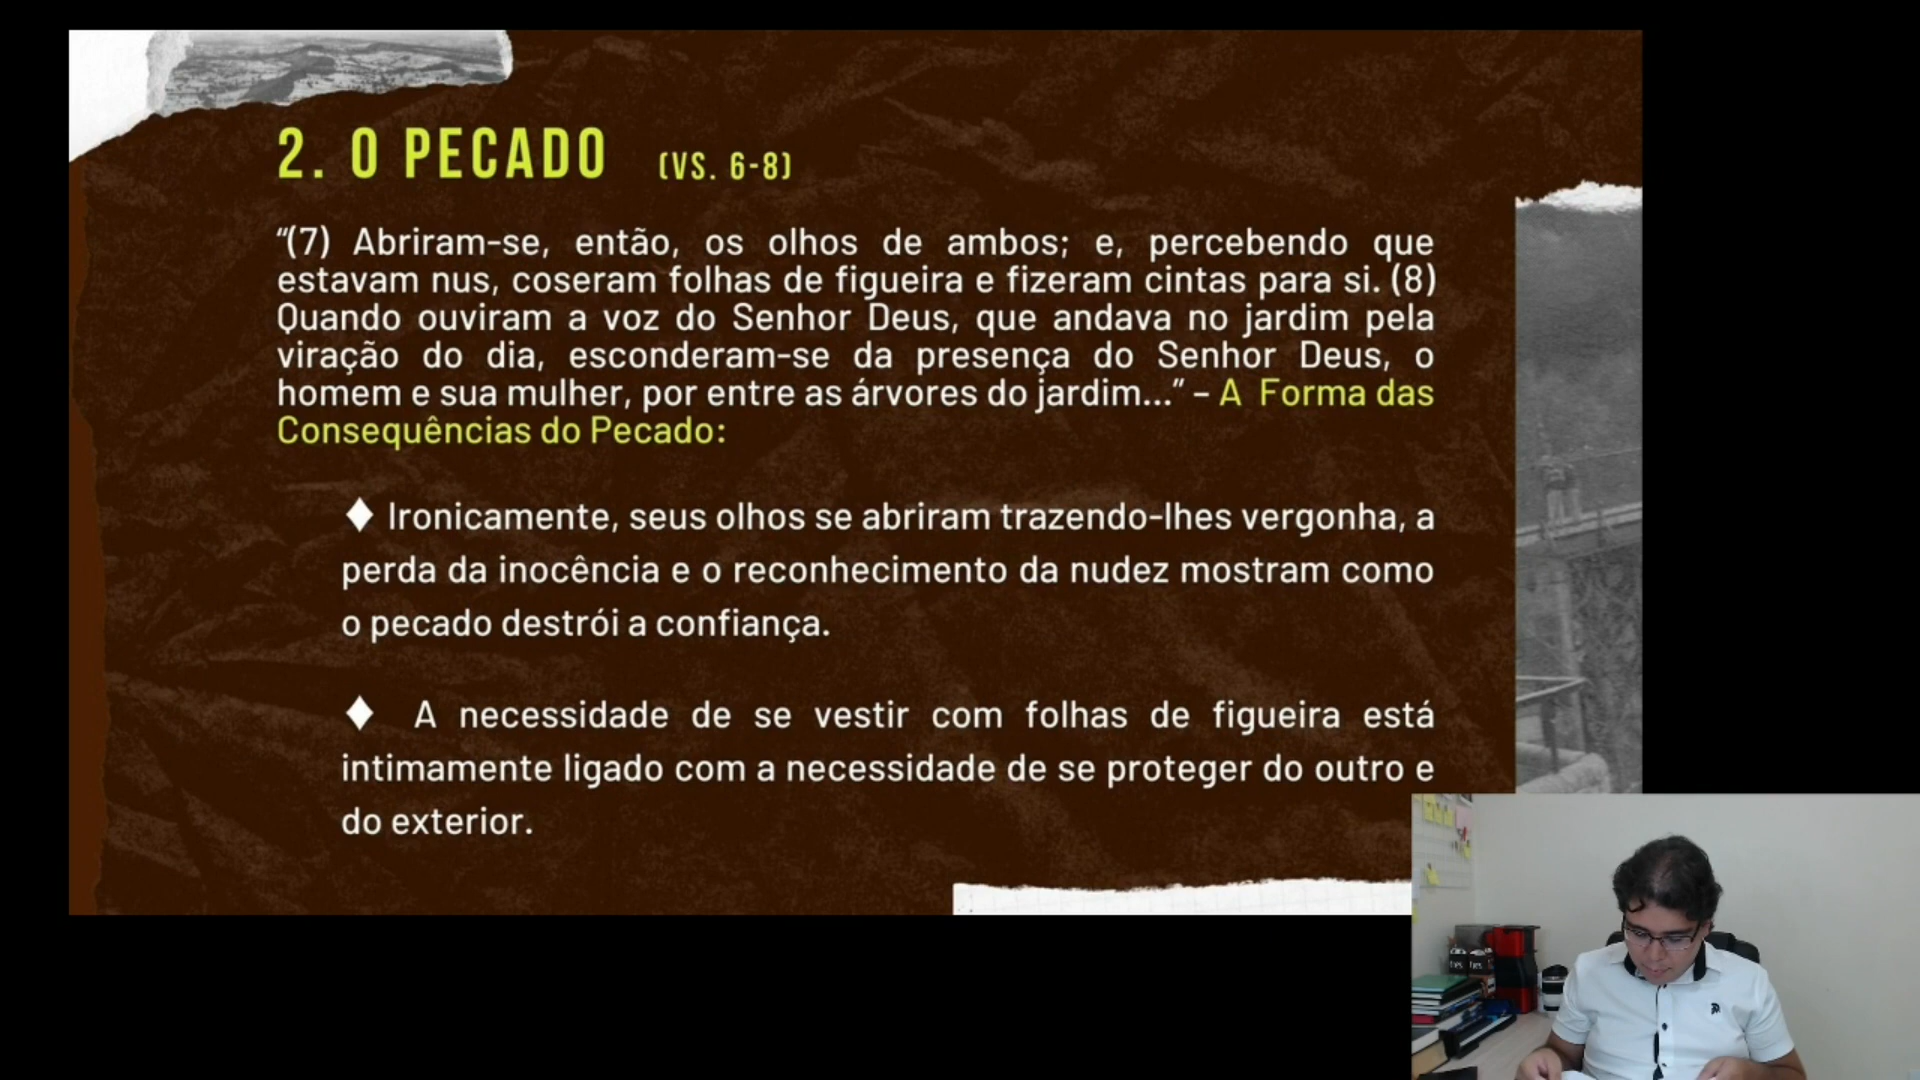 2. O PECADO (VS. 6-8)
“(7) Abriram-se, então, os olhos de ambos; e, percebendo que
estavam nus, coseram folhas de figueira e fizeram cintas para si. (8)
Quando ouviram a voz do Senhor Deus, que andava no jardim pela
viração do dia, esconderam-se da presença do Senhor Deus, o
homem e sua mulher, por entre as árvores do jardim...” – A Forma das
Consequências do Pecado:
♦ Ironicamente, seus olhos se abriram trazendo-lhes vergonha, a
perda da inocência e o reconhecimento da nudez mostram como
o pecado destrói a confiança.
♦ A necessidade de se vestir com folhas de figueira está
intimamente ligado com a necessidade de se proteger do outro e
do exterior.